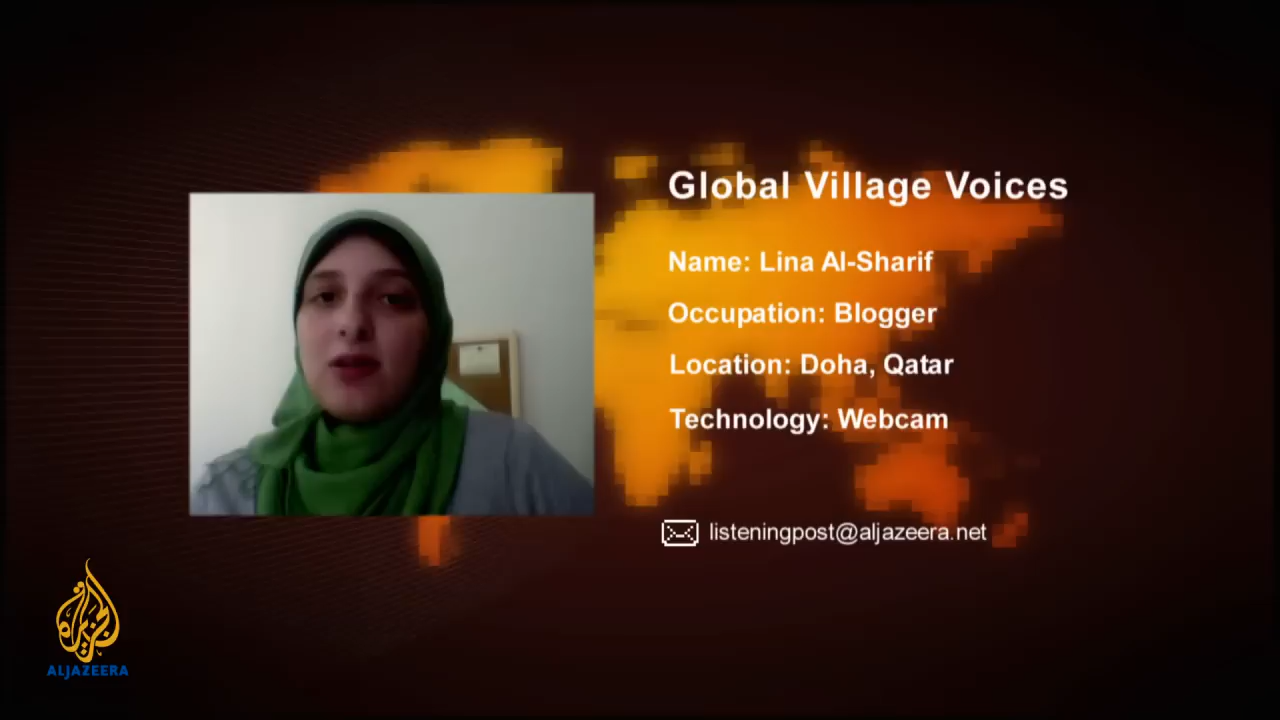 Global Village Voices
Name: Lina Al-Sharif
Occupation: Blogger
Location: Doha, Qatar
Technology: Webcam
listeningpost@aljazeera.net
الجزيرة
ALJAZEERA